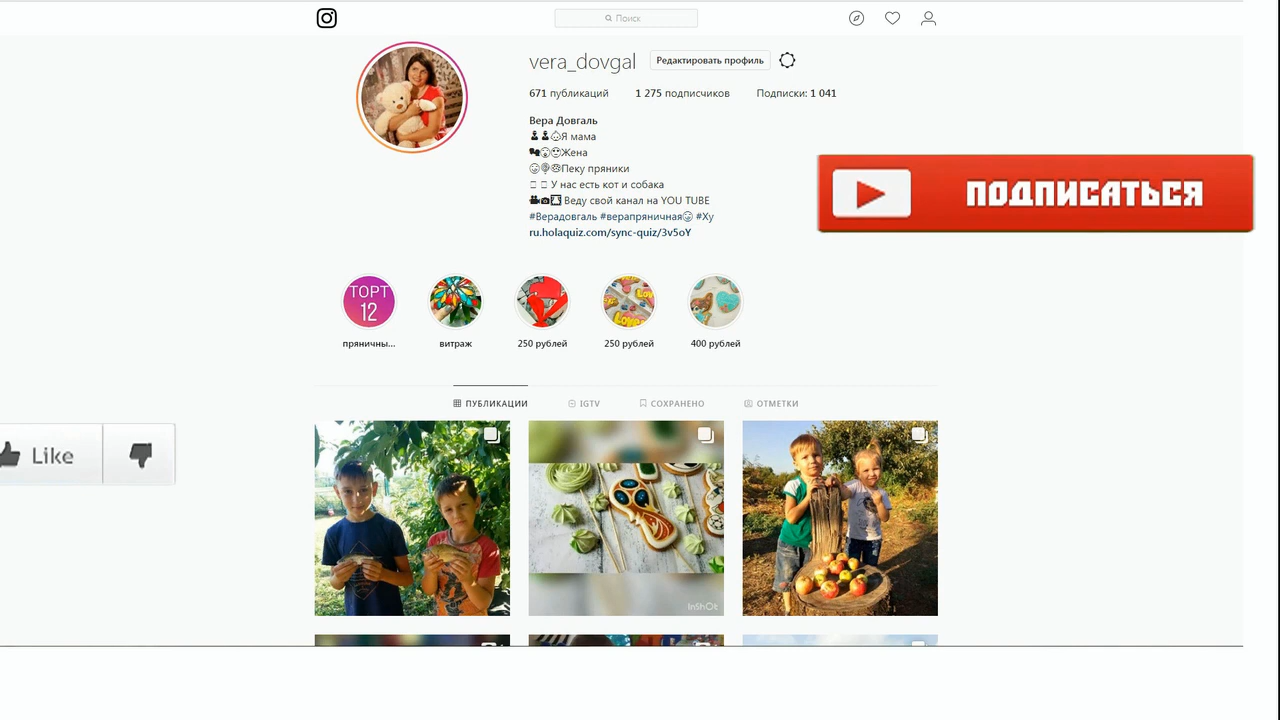 Поиск
vera_dovgal Редактировать профиль
671 публикаций 1 275 подписчиков Подписки: 1 041
Вера Довгаль
Я мама
Жена
Пеку пряники
У нас есть кот и собака
Веду свой канал на YOU TUBE
#Верадовгаль #верапряничная #Ху
ru.holaquiz.com/sync-quiz/3v5oY
ПОДПИСАТЬСЯ
ТОРТ
12
LOVE
пряничны... витраж 250 рублей 250 рублей 400 рублей
ПУБЛИКАЦИИ IGTV СОХРАНЕНО ОТМЕТКИ
Like
InShOt